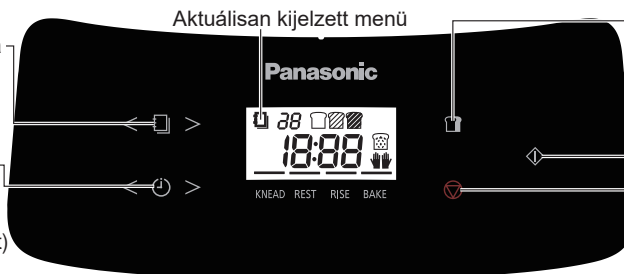 Aktuálisan kijelzett menü
Panasonic
38
18:88
KNEAD REST RISE BAKE